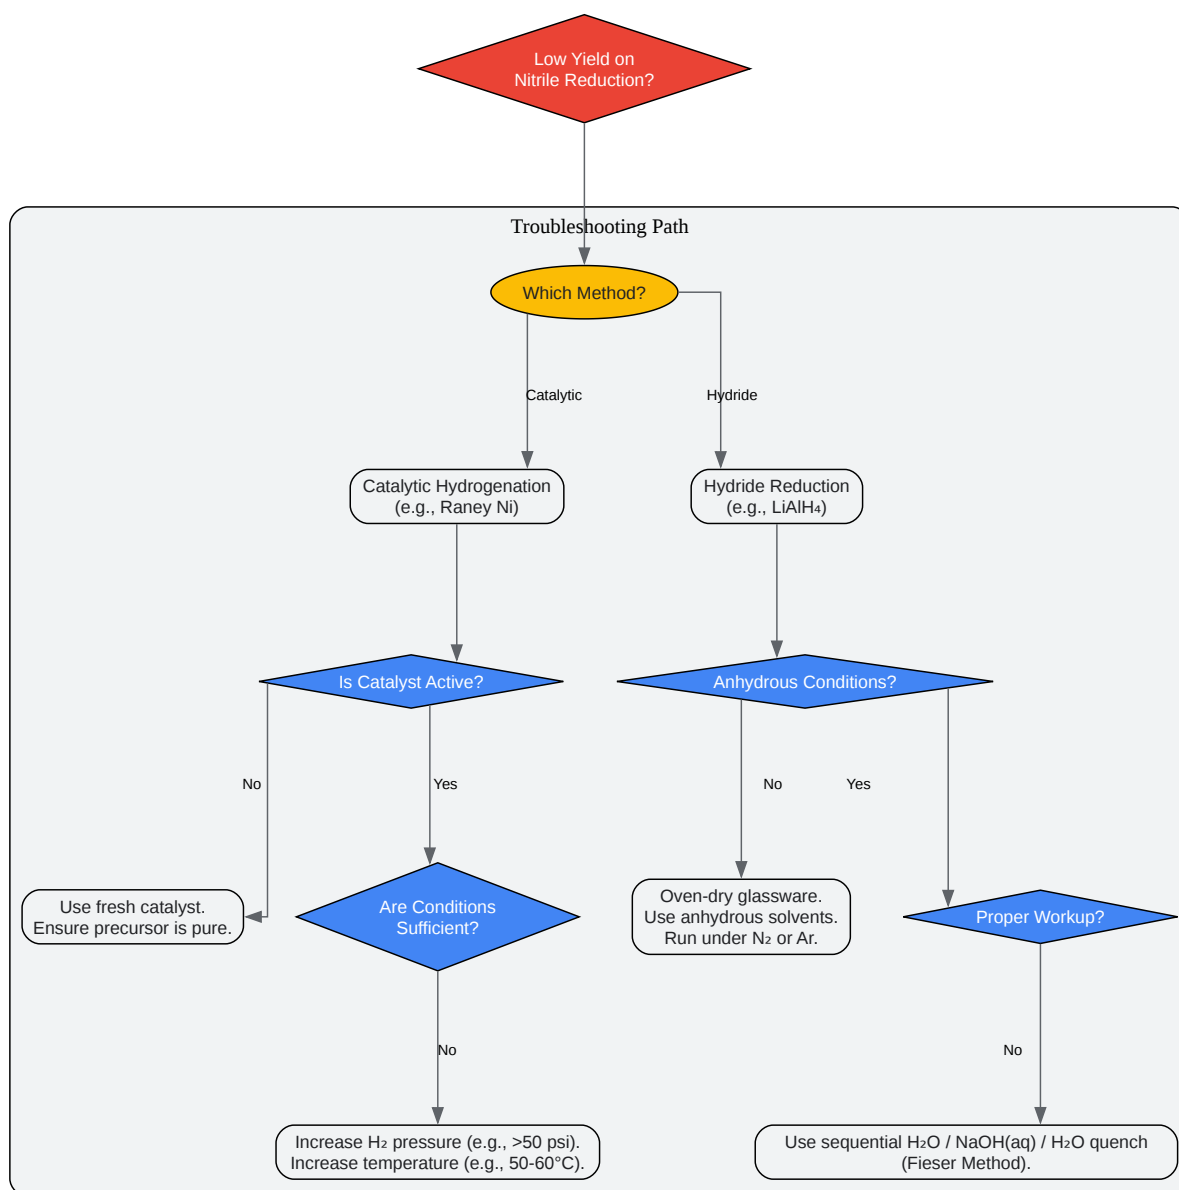 Low Yield on
Nitrile Reduction?
Troubleshooting Path
Which Method?
Catalytic
Hydride
Catalytic Hydrogenation
(e.g., Raney Ni)
Hydride Reduction
(e.g., LiAlH₄)
Is Catalyst Active?
Anhydrous Conditions?
No
Yes
No
Yes
Use fresh catalyst.
Ensure precursor is pure.
Are Conditions
Sufficient?
Oven-dry glassware.
Use anhydrous solvents.
Run under N₂ or Ar.
Proper Workup?
No
No
Increase H₂ pressure (e.g., >50 psi).
Increase temperature (e.g., 50-60°C).
Use sequential H₂O / NaOH(aq) / H₂O quench
(Fieser Method).